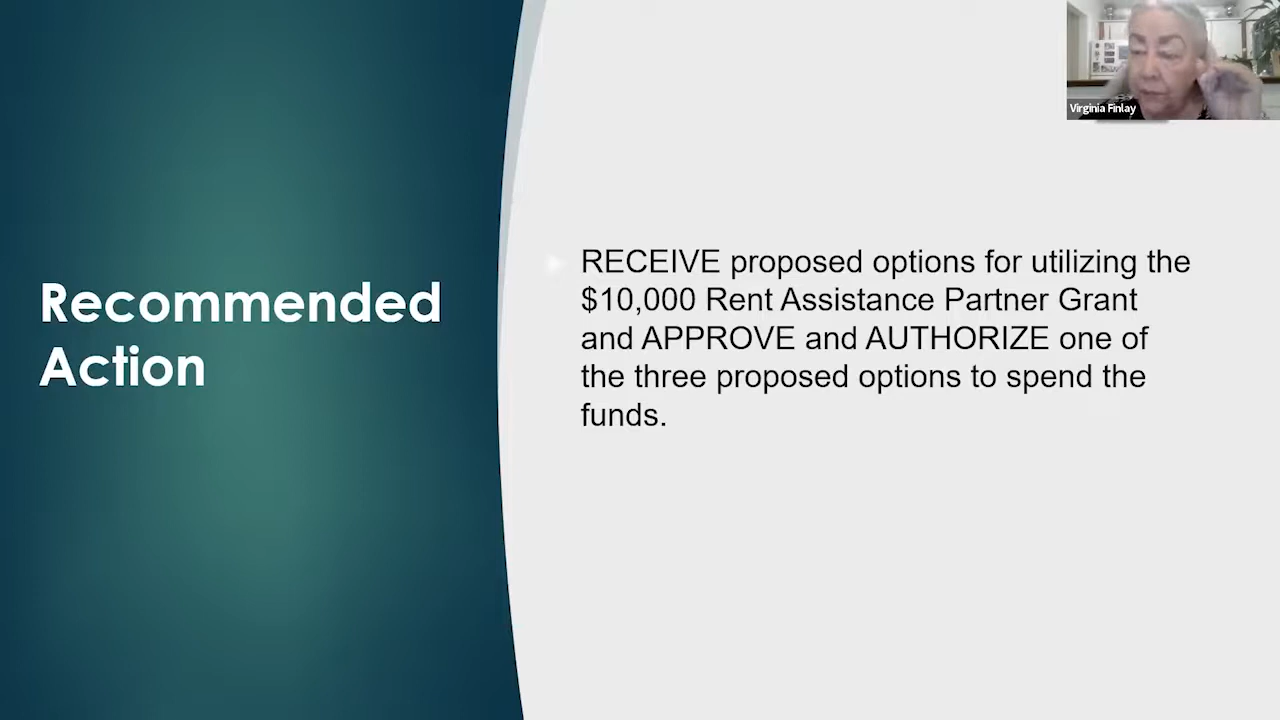 Virginia Finlay
Recommended
Action
RECEIVE proposed options for utilizing the
$10,000 Rent Assistance Partner Grant
and APPROVE and AUTHORIZE one of
the three proposed options to spend the
funds.